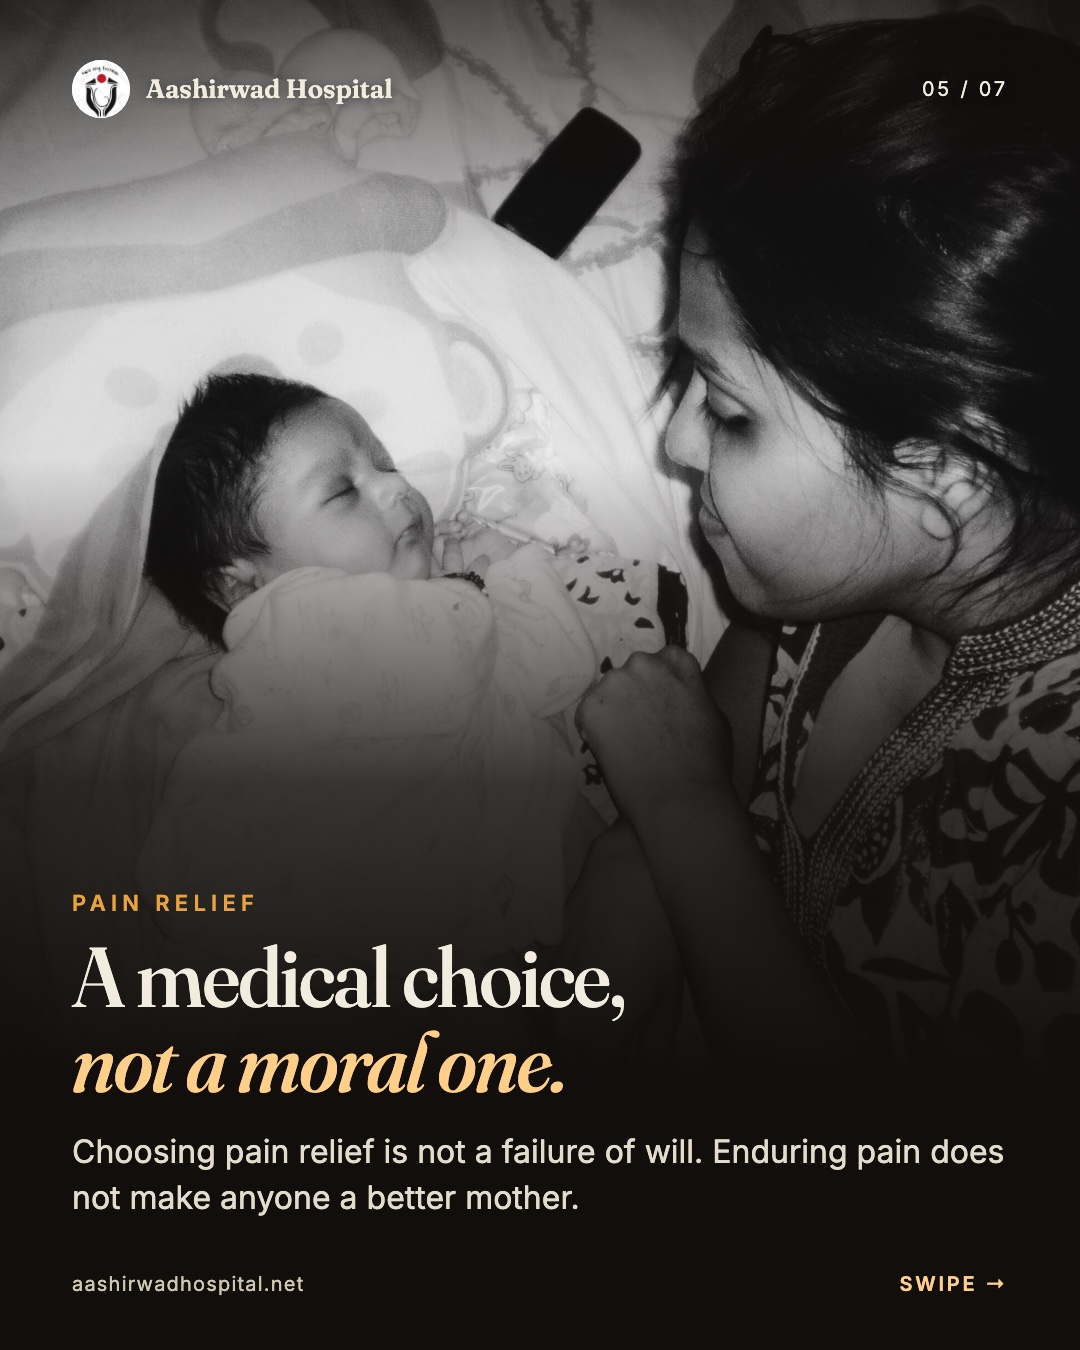 Aashirwad Hospital
05 / 07
PAIN RELIEF
A medical choice,
not a moral one.
Choosing pain relief is not a failure of will. Enduring pain does
not make anyone a better mother.
aashirwadhospital.net
SWIPE →